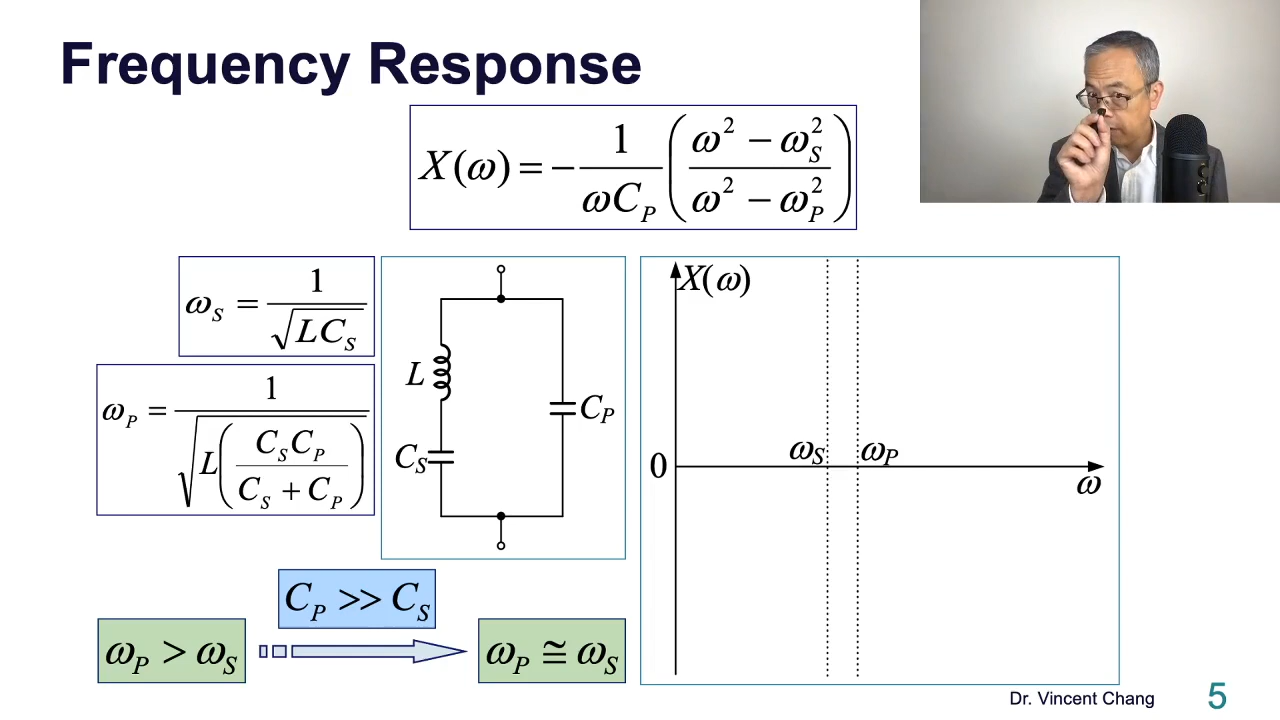 Frequency Response
X(ω) = − 1/(ωC_P) ((ω² − ω_S²)/(ω² − ω_P²))
ω_S = 1/√(LC_S)
ω_P = 1/√(L(C_S C_P/(C_S + C_P)))
L
C_S
C_P
X(ω)
0
ω_S
ω_P
ω
C_P >> C_S
ω_P > ω_S
ω_P ≅ ω_S
Dr. Vincent Chang
5